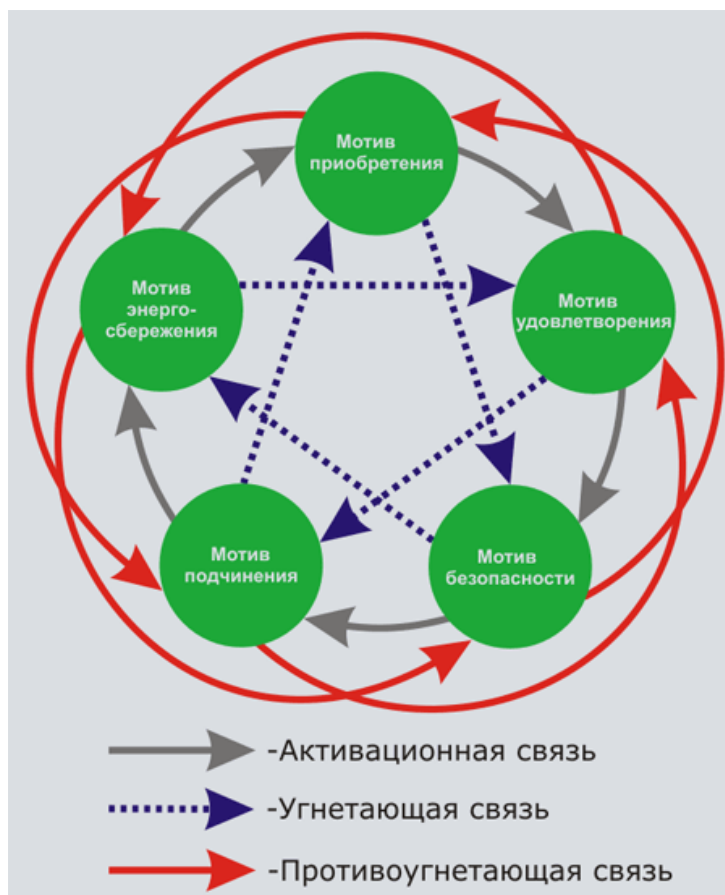 Мотив
приобретения
Мотив
энерго-
сбережения
Мотив
удовлетворения
Мотив
подчинения
Мотив
безопасности
-Активационная связь
-Угнетающая связь
-Противоугнетающая связь